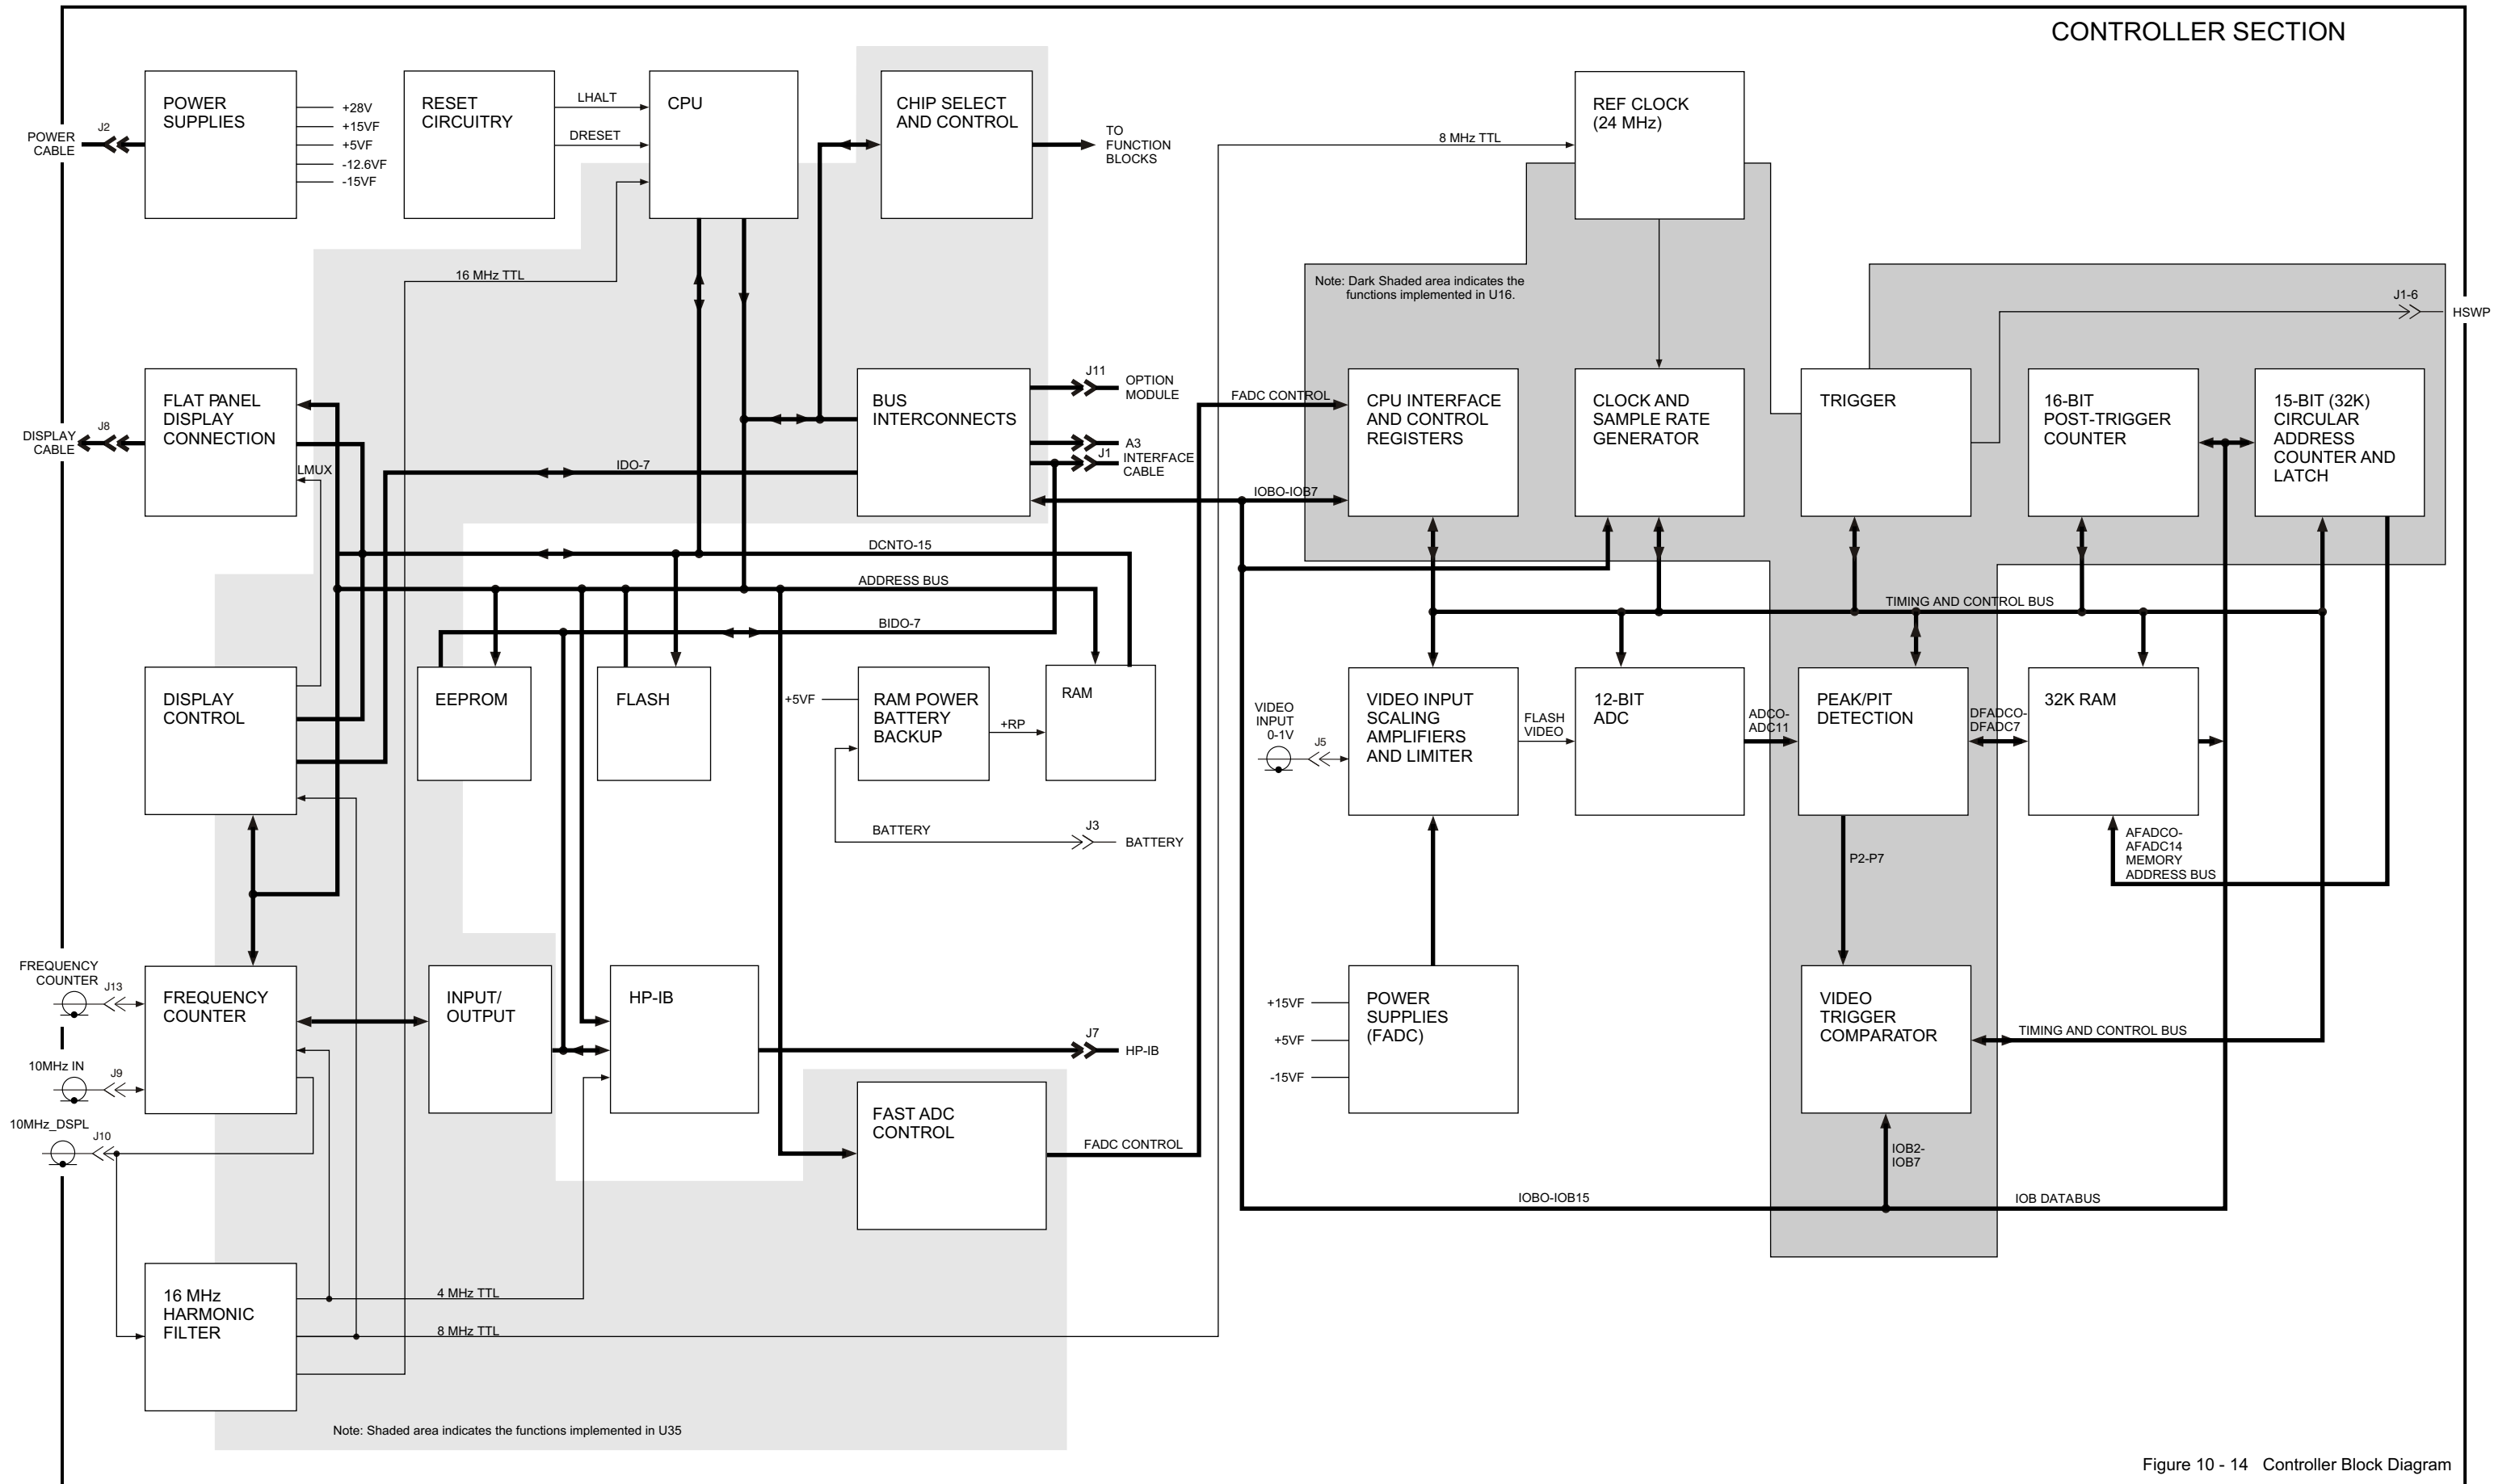 CONTROLLER SECTION
POWER
SUPPLIES
+28V
+15VF
+5VF
-12.6VF
-15VF
J2
POWER
CABLE
RESET
CIRCUITRY
LHALT
DRESET
CPU
CHIP SELECT
AND CONTROL
TO
FUNCTION
BLOCKS
REF CLOCK
(24 MHz)
8 MHz TTL
16 MHz TTL
Note: Dark Shaded area indicates the
functions implemented in U16.
J1-6
HSWP
FLAT PANEL
DISPLAY
CONNECTION
J8
DISPLAY
CABLE
LMUX
IDO-7
BUS
INTERCONNECTS
J11
OPTION
MODULE
A3
J1
INTERFACE
CABLE
FADC CONTROL
IOBO-IOB7
CPU INTERFACE
AND CONTROL
REGISTERS
CLOCK AND
SAMPLE RATE
GENERATOR
TRIGGER
16-BIT
POST-TRIGGER
COUNTER
15-BIT (32K)
CIRCULAR
ADDRESS
COUNTER AND
LATCH
DCNTO-15
ADDRESS BUS
BIDO-7
TIMING AND CONTROL BUS
DISPLAY
CONTROL
EEPROM
FLASH
+5VF
RAM POWER
BATTERY
BACKUP
+RP
RAM
BATTERY
J3
BATTERY
VIDEO
INPUT
0-1V
J5
VIDEO INPUT
SCALING
AMPLIFIERS
AND LIMITER
FLASH
VIDEO
12-BIT
ADC
ADCO-
ADC11
PEAK/PIT
DETECTION
DFADCO-
DFADC7
32K RAM
AFADCO-
AFADC14
MEMORY
ADDRESS BUS
P2-P7
FREQUENCY
COUNTER
J13
10MHz IN
J9
10MHz_DSPL
J10
FREQUENCY
COUNTER
INPUT/
OUTPUT
HP-IB
J7
HP-IB
FAST ADC
CONTROL
FADC CONTROL
+15VF
+5VF
-15VF
POWER
SUPPLIES
(FADC)
VIDEO
TRIGGER
COMPARATOR
TIMING AND CONTROL BUS
IOB2-
IOB7
IOBO-IOB15
IOB DATABUS
16 MHz
HARMONIC
FILTER
4 MHz TTL
8 MHz TTL
Note: Shaded area indicates the functions implemented in U35
Figure 10 - 14 Controller Block Diagram